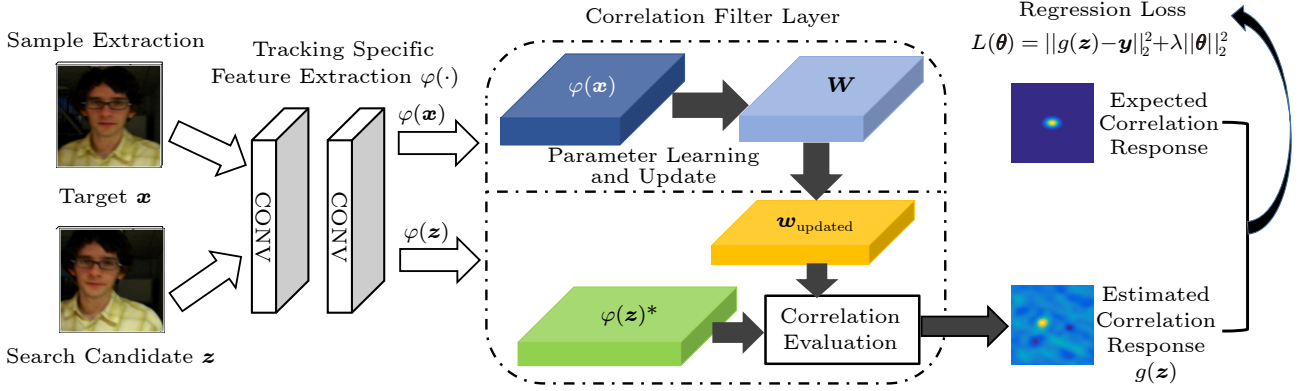 Sample Extraction
Target 𝒙
Search Candidate 𝒛
Tracking Specific
Feature Extraction φ(·)
CONV
CONV
φ(𝒙)
φ(𝒛)
Correlation Filter Layer
φ(𝒙)
𝑾
Parameter Learning
and Update
𝒘updated
φ(𝒛)*
Correlation
Evaluation
Regression Loss
L(𝜽) = ||g(𝒛)−𝒚||₂²+λ||𝜽||₂²
Expected
Correlation
Response
Estimated
Correlation
Response
g(𝒛)